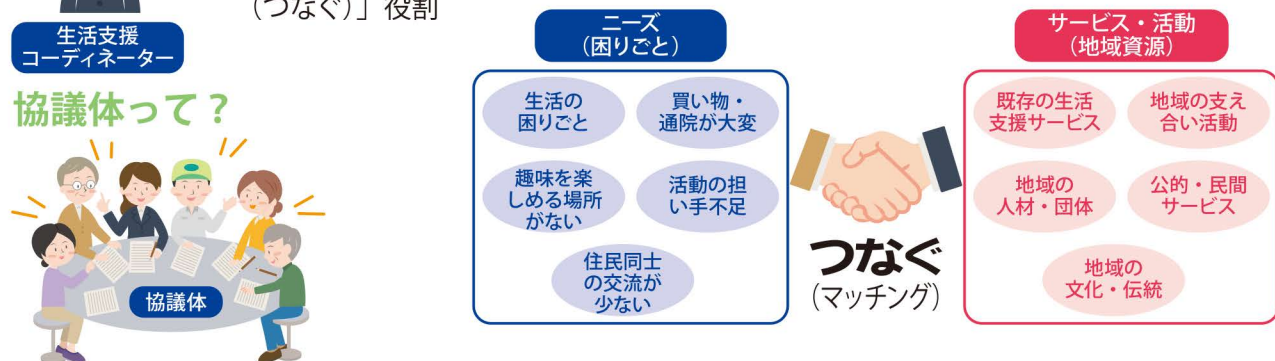 (つなぐ)」役割
生活支援
コーディネーター
協議体って？
協議体
ニーズ
(困りごと)
生活の
困りごと
買い物・
通院が大変
趣味を楽
しめる場所
がない
活動の担
い手不足
住民同士
の交流が
少ない
つなぐ
(マッチング)
サービス・活動
(地域資源)
既存の生活
支援サービス
地域の支え
合い活動
地域の
人材・団体
公的・民間
サービス
地域の
文化・伝統